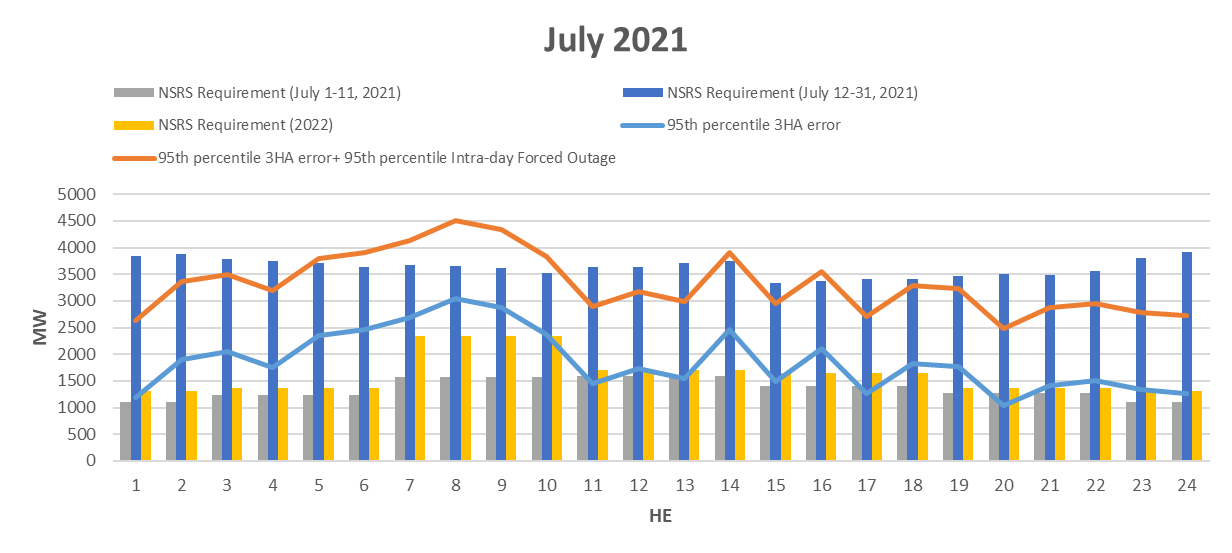 July 2021
NSRS Requirement (July 1-11, 2021)
NSRS Requirement (July 12-31, 2021)
NSRS Requirement (2022)
95th percentile 3HA error
95th percentile 3HA error+ 95th percentile Intra-day Forced Outage
5000
4500
4000
3500
3000
2500
2000
1500
1000
500
0
MW
1 2 3 4 5 6 7 8 9 10 11 12 13 14 15 16 17 18 19 20 21 22 23 24
HE